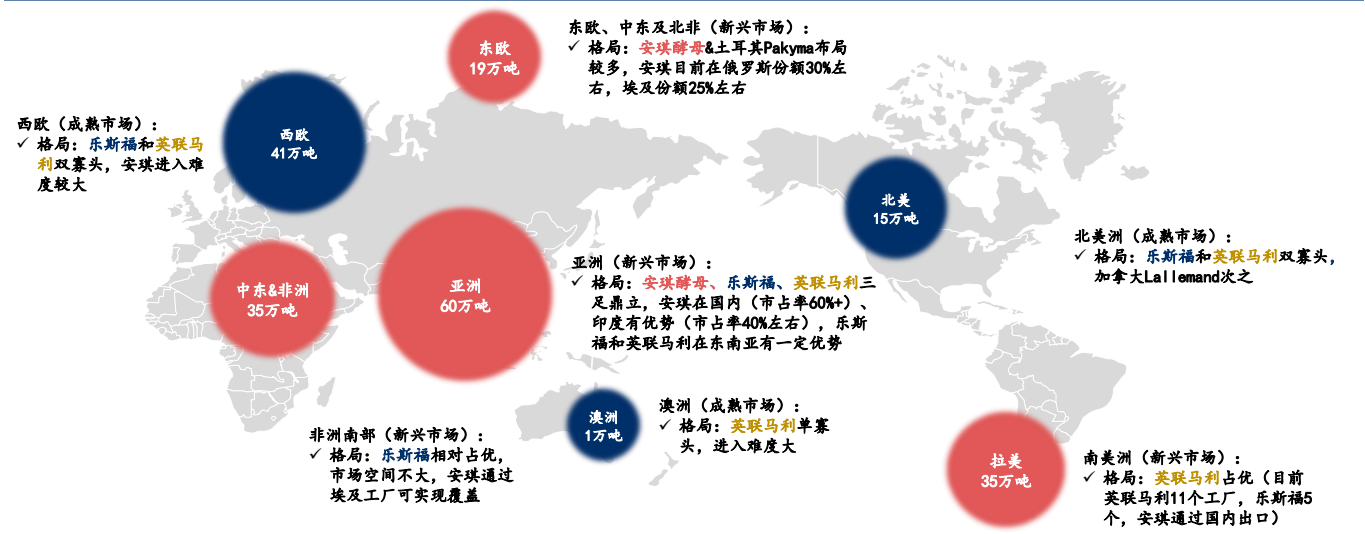 东欧、中东及北非（新兴市场）：
✓ 格局：安琪酵母&土耳其Pakyma布局
较多，安琪目前在俄罗斯份额30%左
右，埃及份额25%左右
东欧
19万吨
西欧（成熟市场）：
✓ 格局：乐斯福和英联马
利双寡头，安琪进入难
度较大
西欧
41万吨
北美
15万吨
北美洲（成熟市场）：
✓ 格局：乐斯福和英联马利双寡头，
加拿大Lallemand次之
中东&非洲
35万吨
亚洲
60万吨
亚洲（新兴市场）：
✓ 格局：安琪酵母、乐斯福、英联马利三
足鼎立，安琪在国内（市占率60%+）、
印度有优势（市占率40%左右），乐斯
福和英联马利在东南亚有一定优势
非洲南部（新兴市场）：
✓ 格局：乐斯福相对占优，
市场空间不大，安琪通过
埃及工厂可实现覆盖
澳洲
1万吨
澳洲（成熟市场）：
✓ 格局：英联马利单寡
头，进入难度大
拉美
35万吨
南美洲（新兴市场）：
✓ 格局：英联马利占优（目前
英联马利11个工厂，乐斯福5
个，安琪通过国内出口）